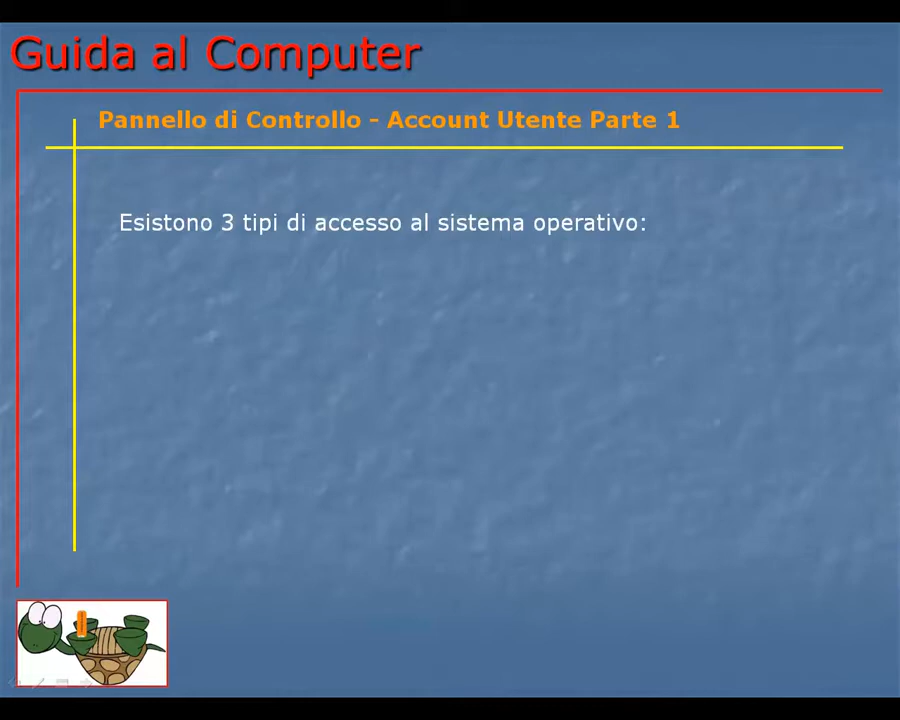 Guida al Computer
Pannello di Controllo - Account Utente Parte 1
Esistono 3 tipi di accesso al sistema operativo: